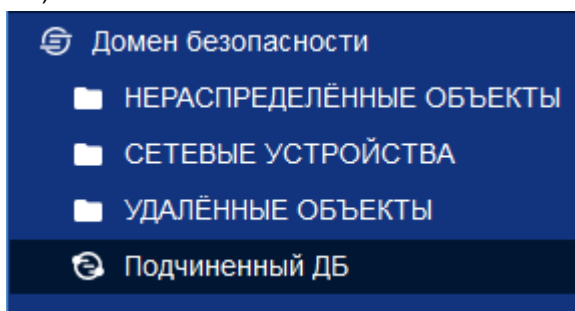 Домен безопасности
НЕРАСПРЕДЕЛЁННЫЕ ОБЪЕКТЫ
СЕТЕВЫЕ УСТРОЙСТВА
УДАЛЁННЫЕ ОБЪЕКТЫ
Подчиненный ДБ